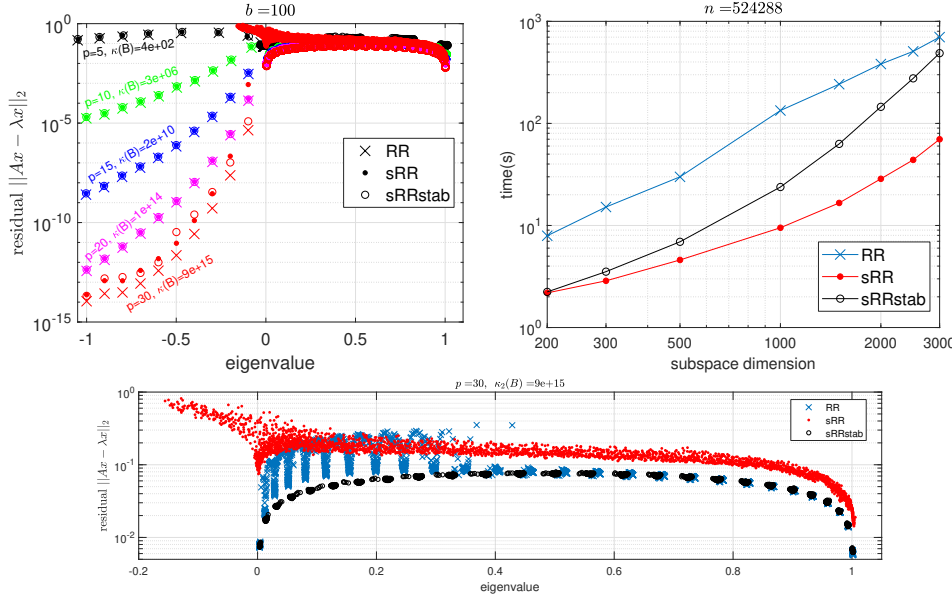 b = 100
10^0
10^-5
10^-10
10^-15
residual ||Ax − λx||_2
p=5, κ(B)=4e+02
p=10, κ(B)=3e+06
p=15, κ(B)=2e+10
p=20, κ(B)=1e+14
p=30, κ(B)=9e+15
RR
sRR
sRRstab
-1
-0.5
0
0.5
1
eigenvalue
n = 524288
10^3
10^2
10^1
10^0
time(s)
RR
sRR
sRRstab
200
300
500
1000
2000
3000
subspace dimension
p = 30, κ_2(B) = 9e+15
10^0
10^-1
10^-2
residual ||Ax − λx||_2
RR
sRR
sRRstab
-0.2
0
0.2
0.4
0.6
0.8
1
eigenvalue